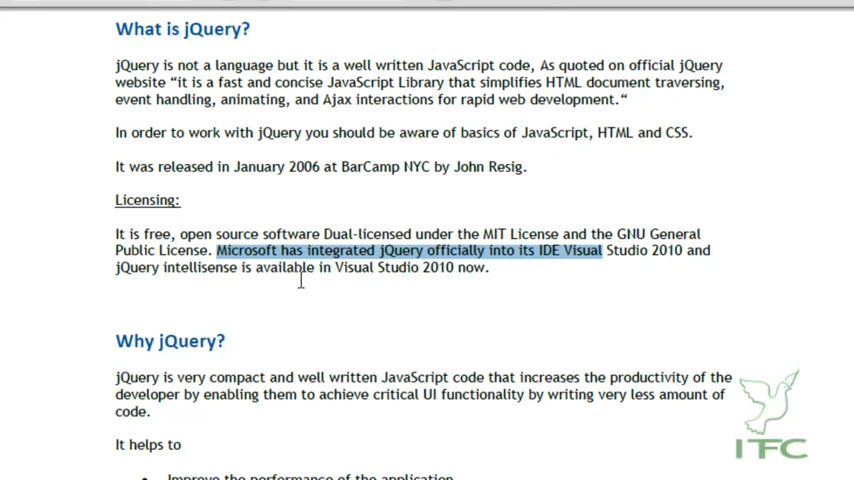 What is jQuery?
jQuery is not a language but it is a well written JavaScript code, As quoted on official jQuery
website “it is a fast and concise JavaScript Library that simplifies HTML document traversing,
event handling, animating, and Ajax interactions for rapid web development.“
In order to work with jQuery you should be aware of basics of JavaScript, HTML and CSS.
It was released in January 2006 at BarCamp NYC by John Resig.
Licensing:
It is free, open source software Dual-licensed under the MIT License and the GNU General
Public License. Microsoft has integrated jQuery officially into its IDE Visual Studio 2010 and
jQuery intellisense is available in Visual Studio 2010 now.
Why jQuery?
jQuery is very compact and well written JavaScript code that increases the productivity of the
developer by enabling them to achieve critical UI functionality by writing very less amount of
code.
It helps to
• Improve the performance of the application
ITC